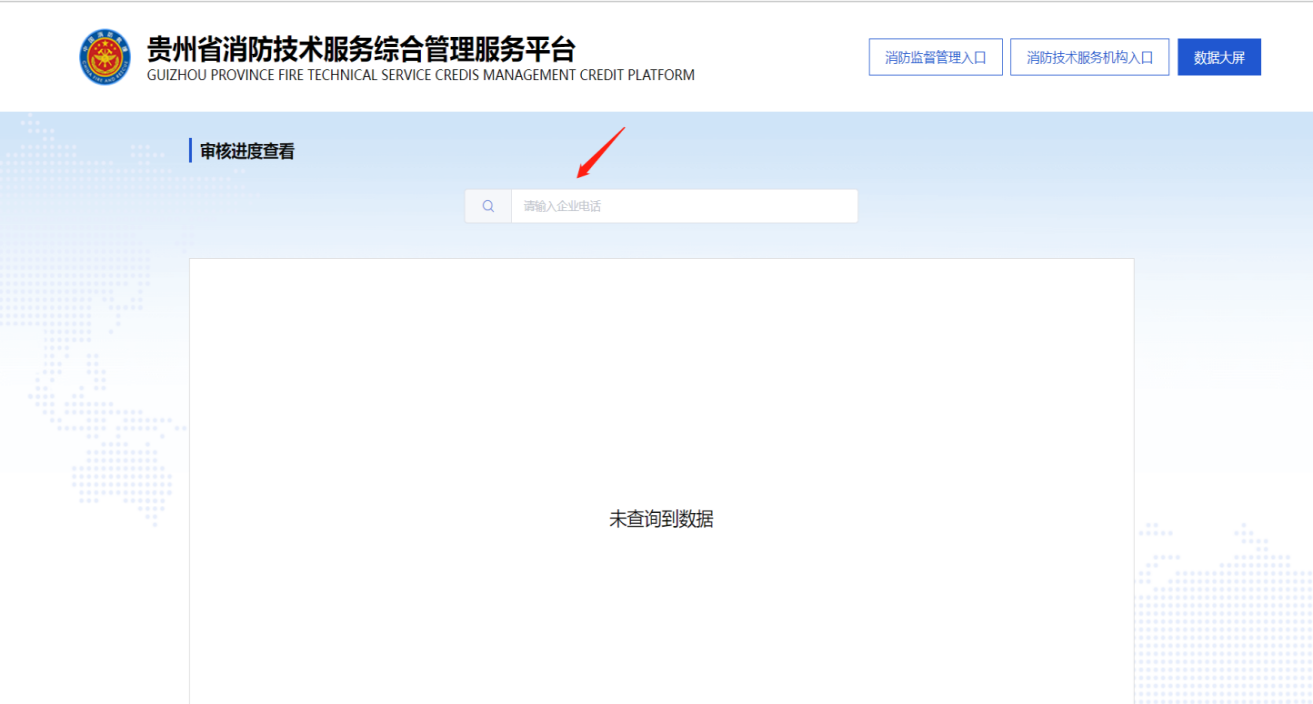 贵州省消防技术服务综合管理服务平台
GUIZHOU PROVINCE FIRE TECHNICAL SERVICE CREDIS MANAGEMENT CREDIT PLATFORM
消防监督管理入口
消防技术服务机构入口
数据大屏
审核进度查看
请输入企业电话
未查询到数据